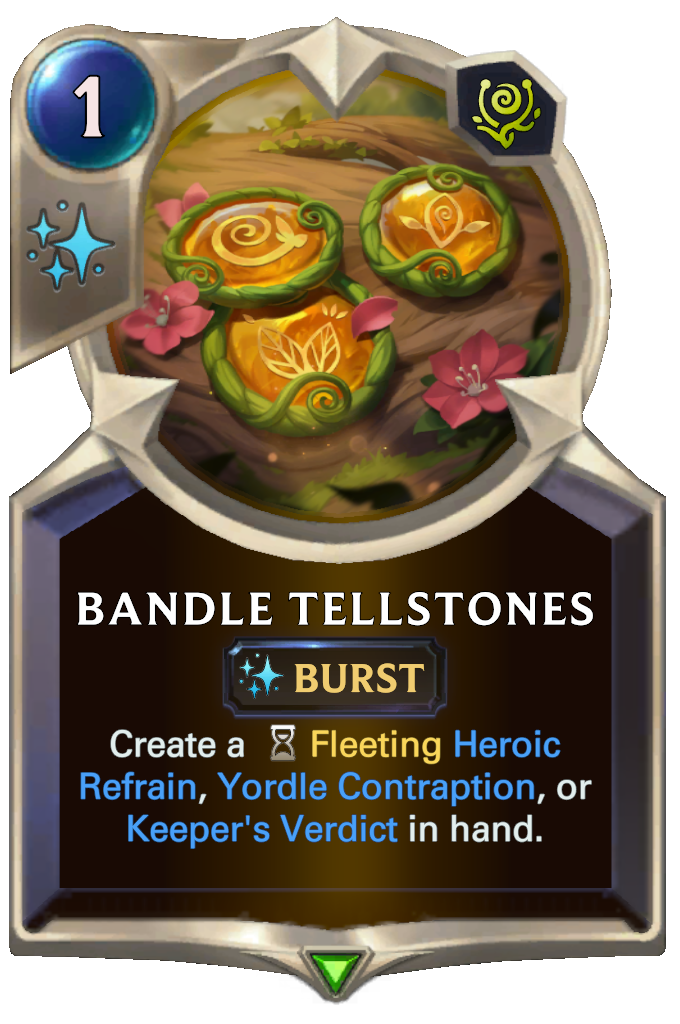 1
BANDLE TELLSTONES
BURST
Create a Fleeting Heroic
Refrain, Yordle Contraption, or
Keeper's Verdict in hand.